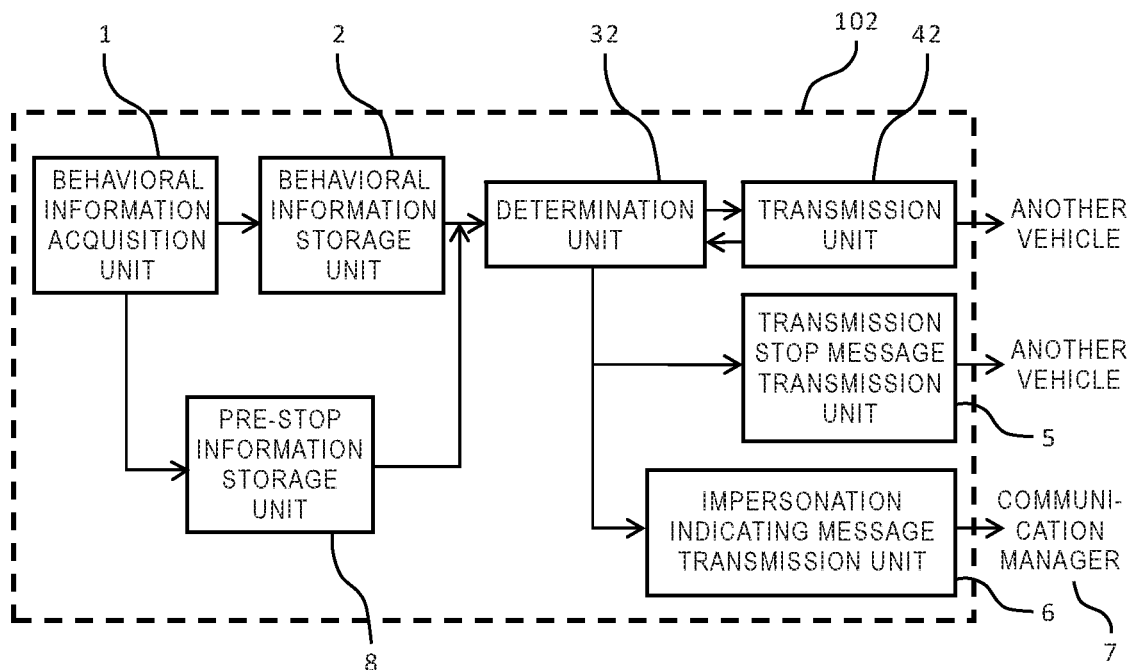 1
2
32
102
42
BEHAVIORAL
INFORMATION
ACQUISITION
UNIT
BEHAVIORAL
INFORMATION
STORAGE
UNIT
DETERMINATION
UNIT
TRANSMISSION
UNIT
ANOTHER
VEHICLE
TRANSMISSION
STOP MESSAGE
TRANSMISSION
UNIT
ANOTHER
VEHICLE
5
PRE-STOP
INFORMATION
STORAGE
UNIT
IMPERSONATION
INDICATING MESSAGE
TRANSMISSION UNIT
COMMUNI-
CATION
MANAGER
6
7
8